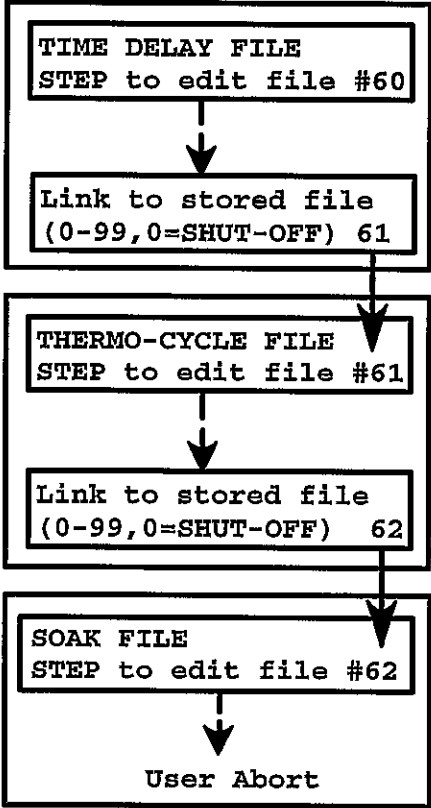 TIME DELAY FILE
STEP to edit file #60
Link to stored file
(0-99,0=SHUT-OFF) 61
THERMO-CYCLE FILE
STEP to edit file #61
Link to stored file
(0-99,0=SHUT-OFF) 62
SOAK FILE
STEP to edit file #62
User Abort